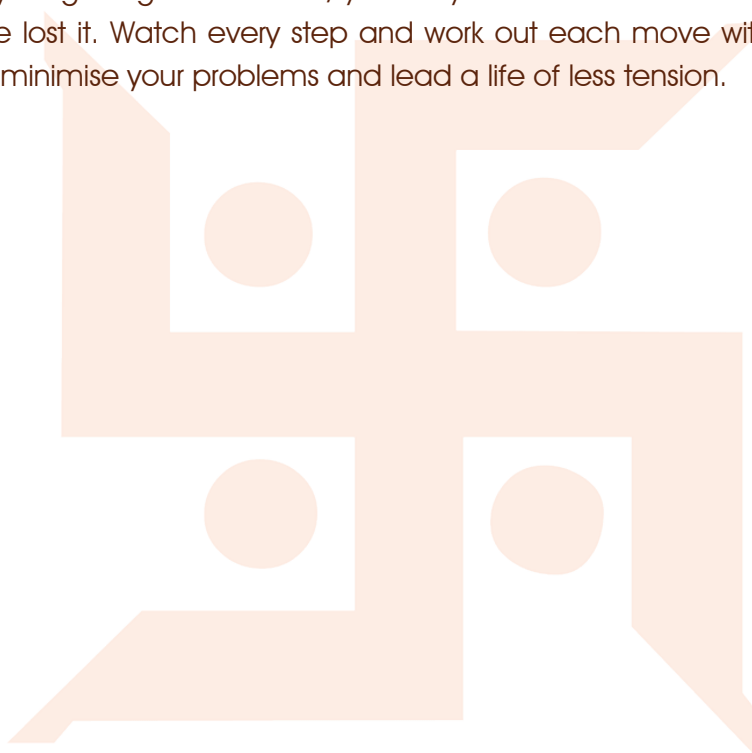 lost it. Watch every step and work out each move
minimise your problems and lead a life of less tension.